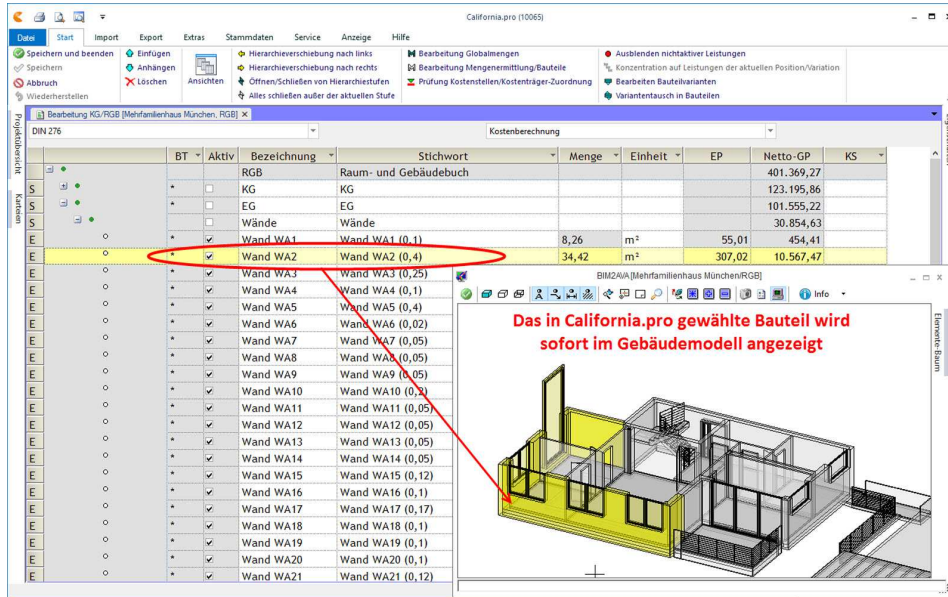 California.pro (10065)
Datei Start Import Export Extras Stammdaten Service Anzeige Hilfe
Speichern und beenden Einfügen Hierarchieverschiebung nach links Bearbeitung Globalmengen Ausblenden nichtaktiver Leistungen
Speichern Anhängen Hierarchieverschiebung nach rechts Bearbeitung Mengenermittlung/Bauteile Konzentration auf Leistungen der aktuellen Position/Variation
Abbruch Löschen Ansichten Öffnen/Schließen von Hierarchiestufen Prüfung Kostenstellen/Kostenträger-Zuordnung Bearbeiten Bauteilvarianten
Wiederherstellen Alles schließen außer der aktuellen Stufe Variantentausch in Bauteilen
Projektübersicht
Karteien
Bearbeitung KG/RGB [Mehrfamilienhaus München, RGB]
DIN 276 Kostenberechnung
BT Aktiv Bezeichnung Stichwort Menge Einheit EP Netto-GP KS
RGB Raum- und Gebäudebuch 401.369,27
S * KG KG 123.195,86
S * EG EG 101.555,22
S Wände Wände 30.854,63
E * Wand WA1 Wand WA1 (0,1) 8,26 m² 55,01 454,41
E * Wand WA2 Wand WA2 (0,4) 34,42 m² 307,02 10.567,47
E * Wand WA3 Wand WA3 (0,25)
E * Wand WA4 Wand WA4 (0,1)
E * Wand WA5 Wand WA5 (0,4)
E * Wand WA6 Wand WA6 (0,02)
E * Wand WA7 Wand WA7 (0,05)
E * Wand WA8 Wand WA8 (0,05)
E * Wand WA9 Wand WA9 (0,05)
E * Wand WA10 Wand WA10 (0,2)
E * Wand WA11 Wand WA11 (0,05)
E * Wand WA12 Wand WA12 (0,05)
E * Wand WA13 Wand WA13 (0,05)
E * Wand WA14 Wand WA14 (0,05)
E * Wand WA15 Wand WA15 (0,12)
E * Wand WA16 Wand WA16 (0,1)
E * Wand WA17 Wand WA17 (0,17)
E * Wand WA18 Wand WA18 (0,1)
E * Wand WA19 Wand WA19 (0,1)
E * Wand WA20 Wand WA20 (0,1)
E * Wand WA21 Wand WA21 (0,12)
BIM2AVA[Mehrfamilienhaus München/RGB]
Info
Das in California.pro gewählte Bauteil wird
sofort im Gebäudemodell angezeigt
Elemente-Baum